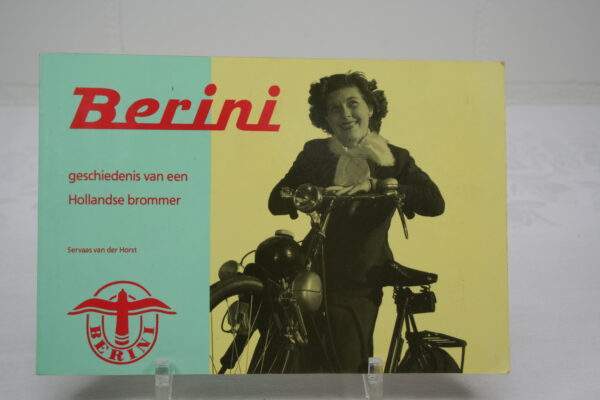 Berini
geschiedenis van een
Hollandse brommer
Servaas van der Horst
BERINI